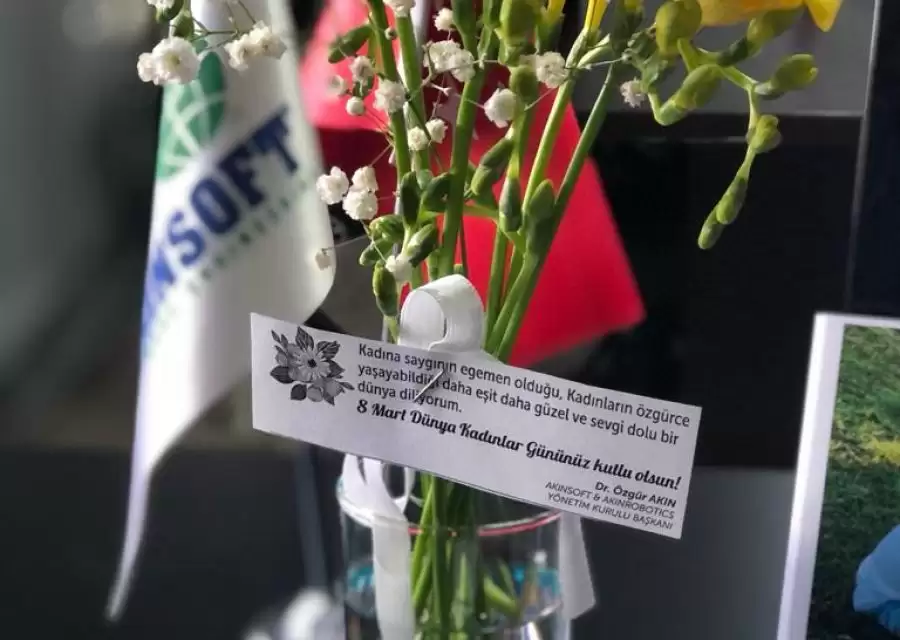 INSOFT
Kadına saygının egemen olduğu, Kadınların özgürce
yaşayabildiği daha eşit daha güzel ve sevgi dolu bir
dünya diliyorum.
8 Mart Dünya Kadınlar Gününüz kutlu olsun!
Dr. Özgür AKIN
AKINSOFT & AKINROBOTICS
YÖNETİM KURULU BAŞKANI